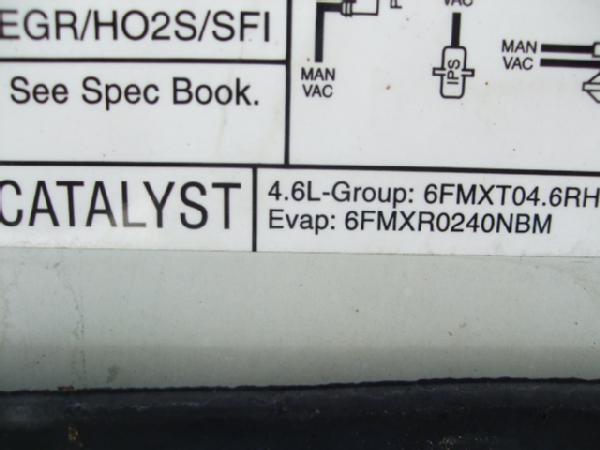 EGR/HO2S/SFI
See Spec Book.
MAN
VAC
VAC
IPS
MAN
VAC
CATALYST
4.6L-Group: 6FMXT04.6RH
Evap: 6FMXR0240NBM